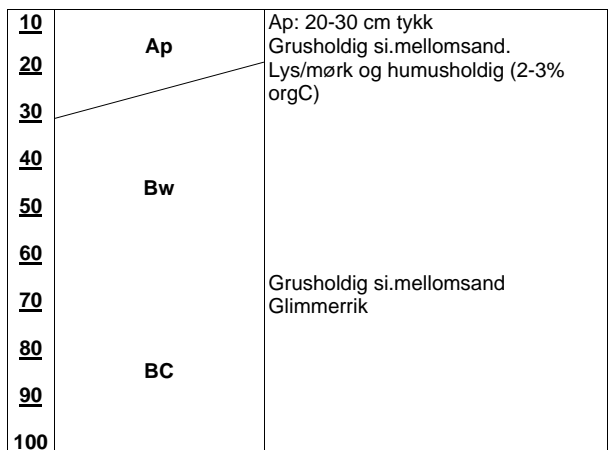 10
20
30
40
50
60
70
80
90
100
Ap
Bw
BC
Ap: 20-30 cm tykk
Grusholdig si.mellomsand.
Lys/mørk og humusholdig (2-3%
orgC)
Grusholdig si.mellomsand
Glimmerrik